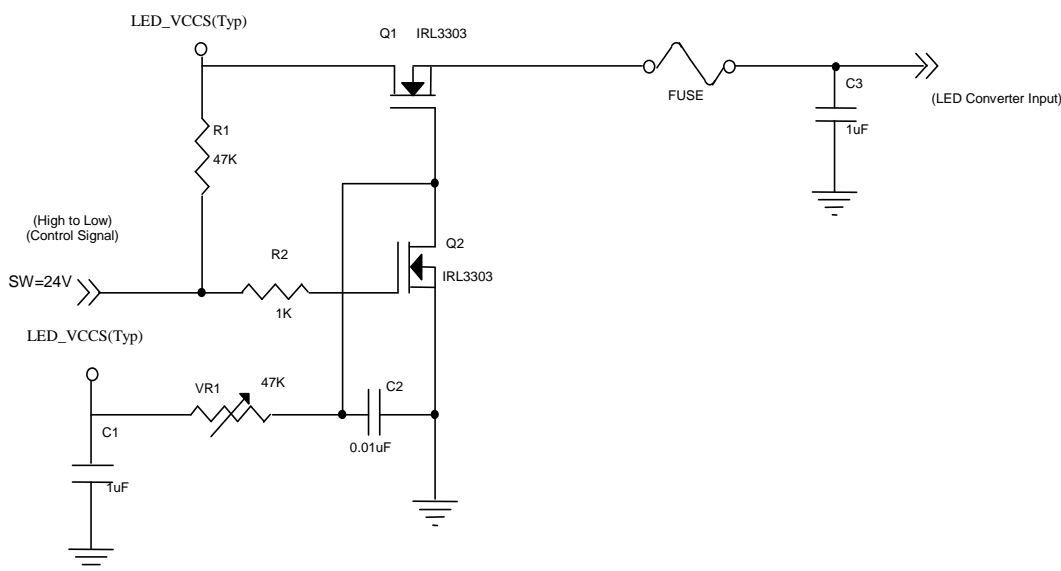 LED_VCCS(Typ)
Q1 IRL3303
FUSE
C3
1uF
(LED Converter Input)
R1
47K
(High to Low)
(Control Signal)
SW=24V
R2
1K
Q2
IRL3303
LED_VCCS(Typ)
VR1
47K
C2
0.01uF
C1
1uF